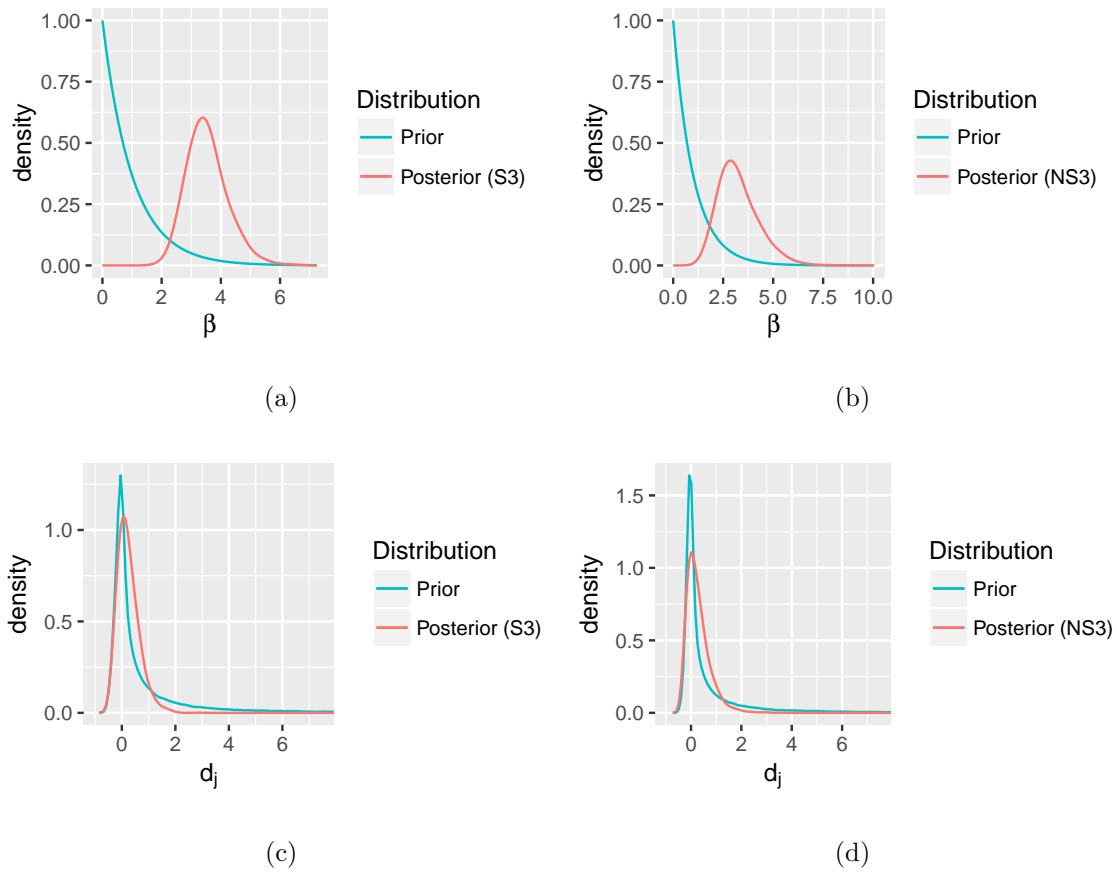 1.00
0.75
0.50
0.25
0.00
density
0 2 4 6
β
Distribution
Prior
Posterior (S3)
(a)
1.00
0.75
0.50
0.25
0.00
density
0.0 2.5 5.0 7.5 10.0
β
Distribution
Prior
Posterior (NS3)
(b)
1.0
0.5
0.0
density
0 2 4 6
dj
Distribution
Prior
Posterior (S3)
(c)
1.5
1.0
0.5
0.0
density
0 2 4 6
dj
Distribution
Prior
Posterior (NS3)
(d)